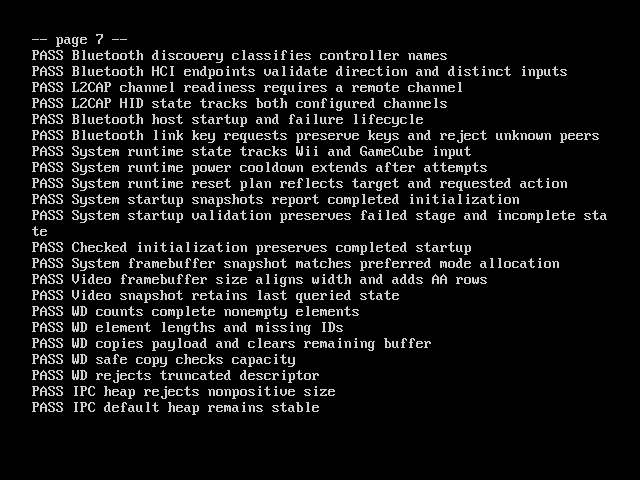 -- page 7 --
PASS Bluetooth discovery classifies controller names
PASS Bluetooth HCI endpoints validate direction and distinct inputs
PASS L2CAP channel readiness requires a remote channel
PASS L2CAP HID state tracks both configured channels
PASS Bluetooth host startup and failure lifecycle
PASS Bluetooth link key requests preserve keys and reject unknown peers
PASS System runtime state tracks Wii and GameCube input
PASS System runtime power cooldown extends after attempts
PASS System runtime reset plan reflects target and requested action
PASS System startup snapshots report completed initialization
PASS System startup validation preserves failed stage and incomplete sta
te
PASS Checked initialization preserves completed startup
PASS System framebuffer snapshot matches preferred mode allocation
PASS Video framebuffer size aligns width and adds AA rows
PASS Video snapshot retains last queried state
PASS WD counts complete nonempty elements
PASS WD element lengths and missing IDs
PASS WD copies payload and clears remaining buffer
PASS WD safe copy checks capacity
PASS WD rejects truncated descriptor
PASS IPC heap rejects nonpositive size
PASS IPC default heap remains stable